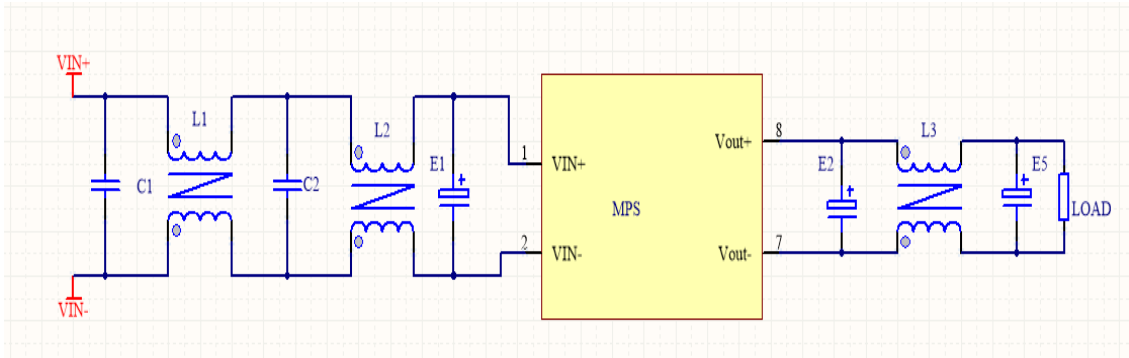 VIN+
L1
L2
C1
C2
E1
VIN-
1
VIN+
2
VIN-
MPS
Vout+
8
Vout-
7
E2
L3
E5
LOAD